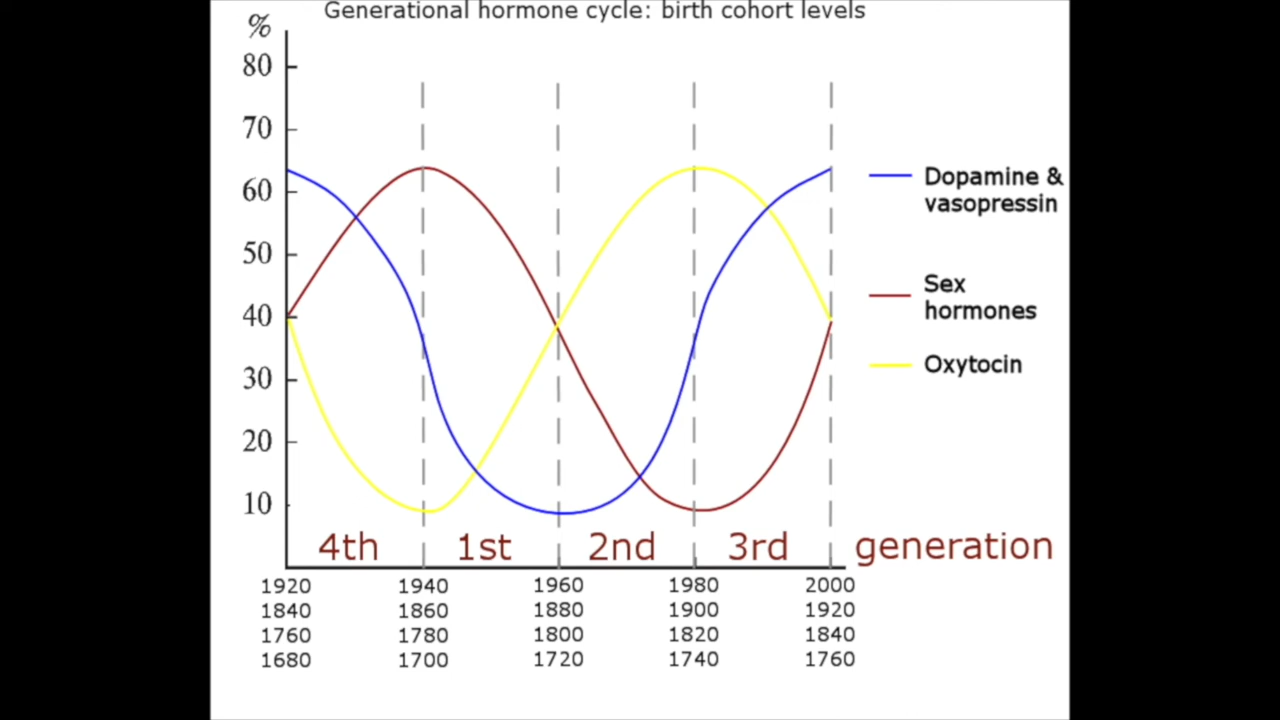 Generational hormone cycle: birth cohort levels
%
80
70
60
50
40
30
20
10
Dopamine &
vasopressin
Sex
hormones
Oxytocin
4th 1st 2nd 3rd generation
1920 1940 1960 1980 2000
1840 1860 1880 1900 1920
1760 1780 1800 1820 1840
1680 1700 1720 1740 1760